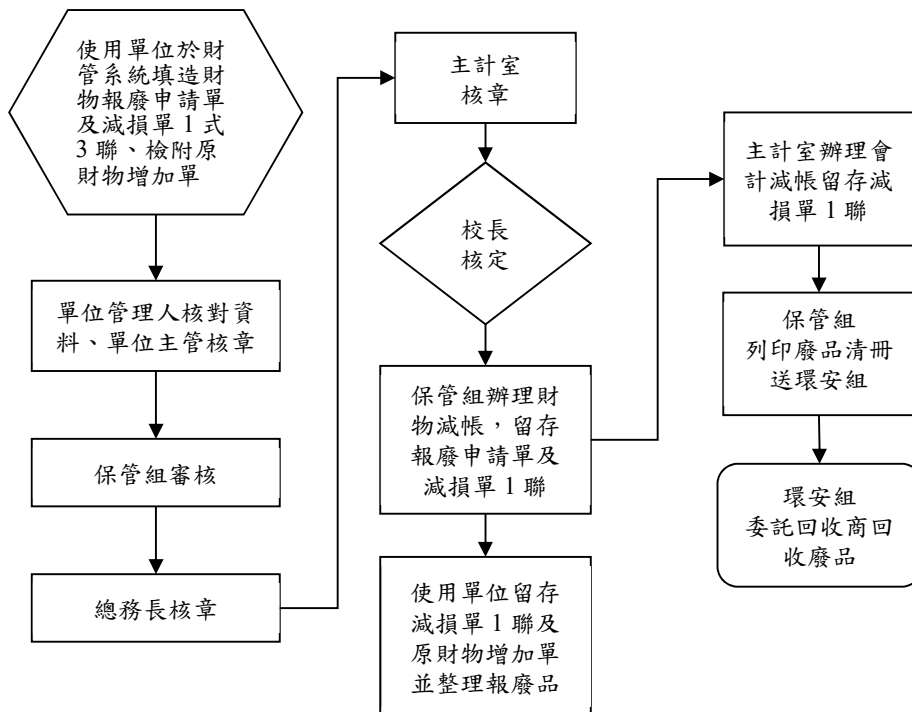 使用單位於財
管系統填造財
物報廢申請單
及減損單 1 式
3 聯、檢附原
財物增加單
單位管理人核對資
料、單位主管核章
保管組審核
總務長核章
主計室
核章
校長
核定
保管組辦理財
物減帳，留存
報廢申請單及
減損單 1 聯
使用單位留存
減損單 1 聯及
原財物增加單
並整理報廢品
主計室辦理會
計減帳留存減
損單 1 聯
保管組
列印廢品清冊
送環安組
環安組
委託回收商回
收廢品